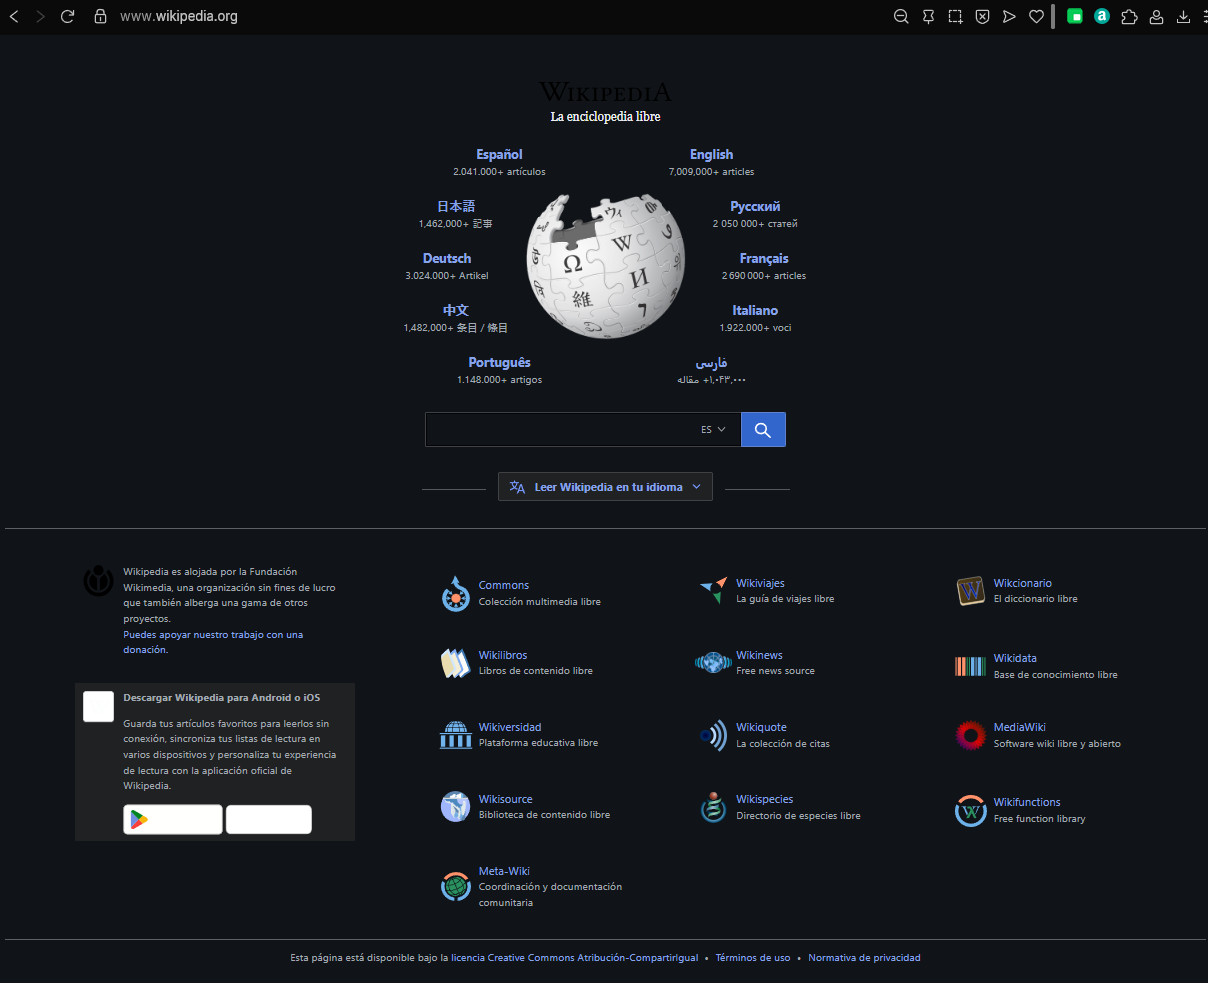 www.wikipedia.org
WIKIPEDIA
La enciclopedia libre
Español
2.041.000+ artículos
English
7,009,000+ articles
日本語
1,462,000+ 記事
Русский
2 050 000+ статей
Deutsch
3.024.000+ Artikel
Français
2 690 000+ articles
中文
1,482,000+ 条目 / 條目
Italiano
1.922.000+ voci
Português
1.148.000+ artigos
فارسی
۱٬۰۴۳٬۰۰۰+ مقاله
Ω
W
И
維
ES
Leer Wikipedia en tu idioma
Wikipedia es alojada por la Fundación
Wikimedia, una organización sin fines de lucro
que también alberga una gama de otros
proyectos.
Puedes apoyar nuestro trabajo con una
donación.
Descargar Wikipedia para Android o iOS
Guarda tus artículos favoritos para leerlos sin
conexión, sincroniza tus listas de lectura en
varios dispositivos y personaliza tu experiencia
de lectura con la aplicación oficial de
Wikipedia.
Commons
Colección multimedia libre
Wikiviajes
La guía de viajes libre
Wikcionario
El diccionario libre
Wikilibros
Libros de contenido libre
Wikinews
Free news source
Wikidata
Base de conocimiento libre
Wikiversidad
Plataforma educativa libre
Wikiquote
La colección de citas
MediaWiki
Software wiki libre y abierto
Wikisource
Biblioteca de contenido libre
Wikispecies
Directorio de especies libre
Wikifunctions
Free function library
Meta-Wiki
Coordinación y documentación
comunitaria
Esta página está disponible bajo la licencia Creative Commons Atribución-CompartirIgual • Términos de uso • Normativa de privacidad